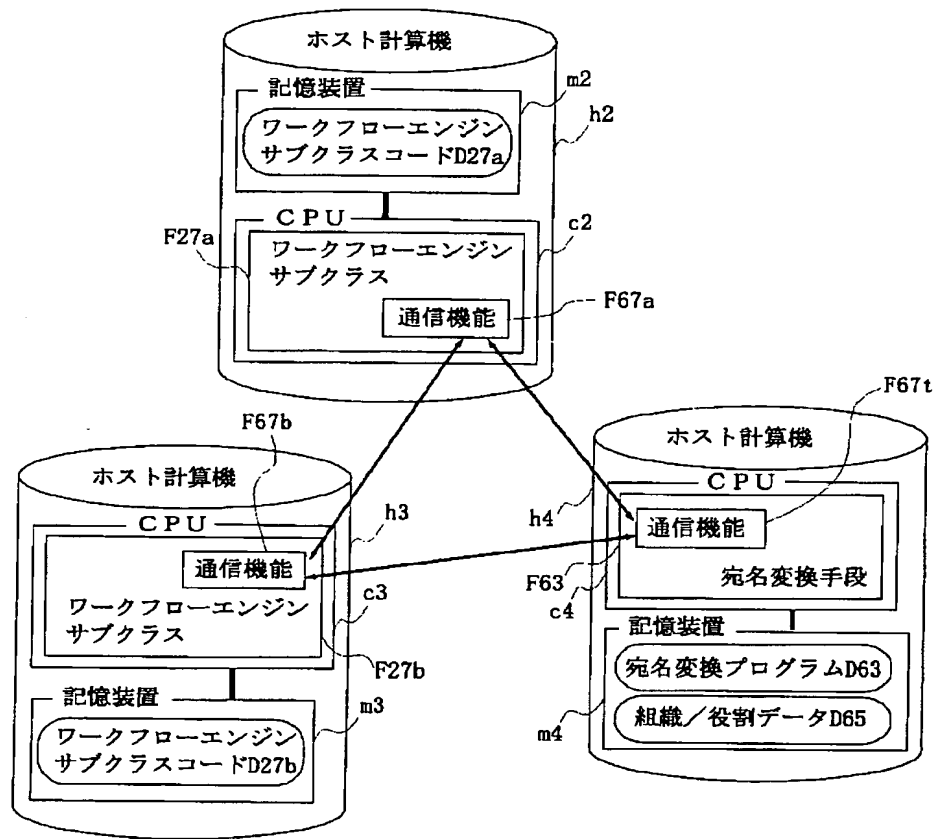 ホスト計算機
記憶装置
m2
h2
ワークフローエンジン
サブクラスコードD27a
CPU
c2
F27a
ワークフローエンジン
サブクラス
F67a
通信機能
F67t
F67b
ホスト計算機
ホスト計算機
CPU
h3
h4
CPU
通信機能
通信機能
F63
宛名変換手段
c3
c4
ワークフローエンジン
サブクラス
F27b
記憶装置
宛名変換プログラムD63
記憶装置
m3
m4
組織／役割データD65
ワークフローエンジン
サブクラスコードD27b